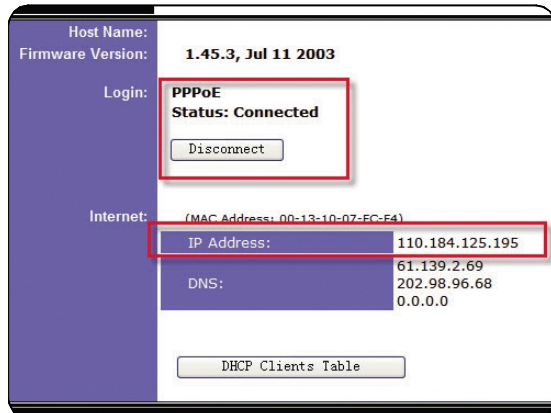 Host Name:
Firmware Version: 1.45.3, Jul 11 2003
Login: PPPoE
Status: Connected
Disconnect
Internet: (MAC Address: 00-13-10-07-FC-F4)
IP Address: 110.184.125.195
DNS: 61.139.2.69
202.98.96.68
0.0.0.0
DHCP Clients Table